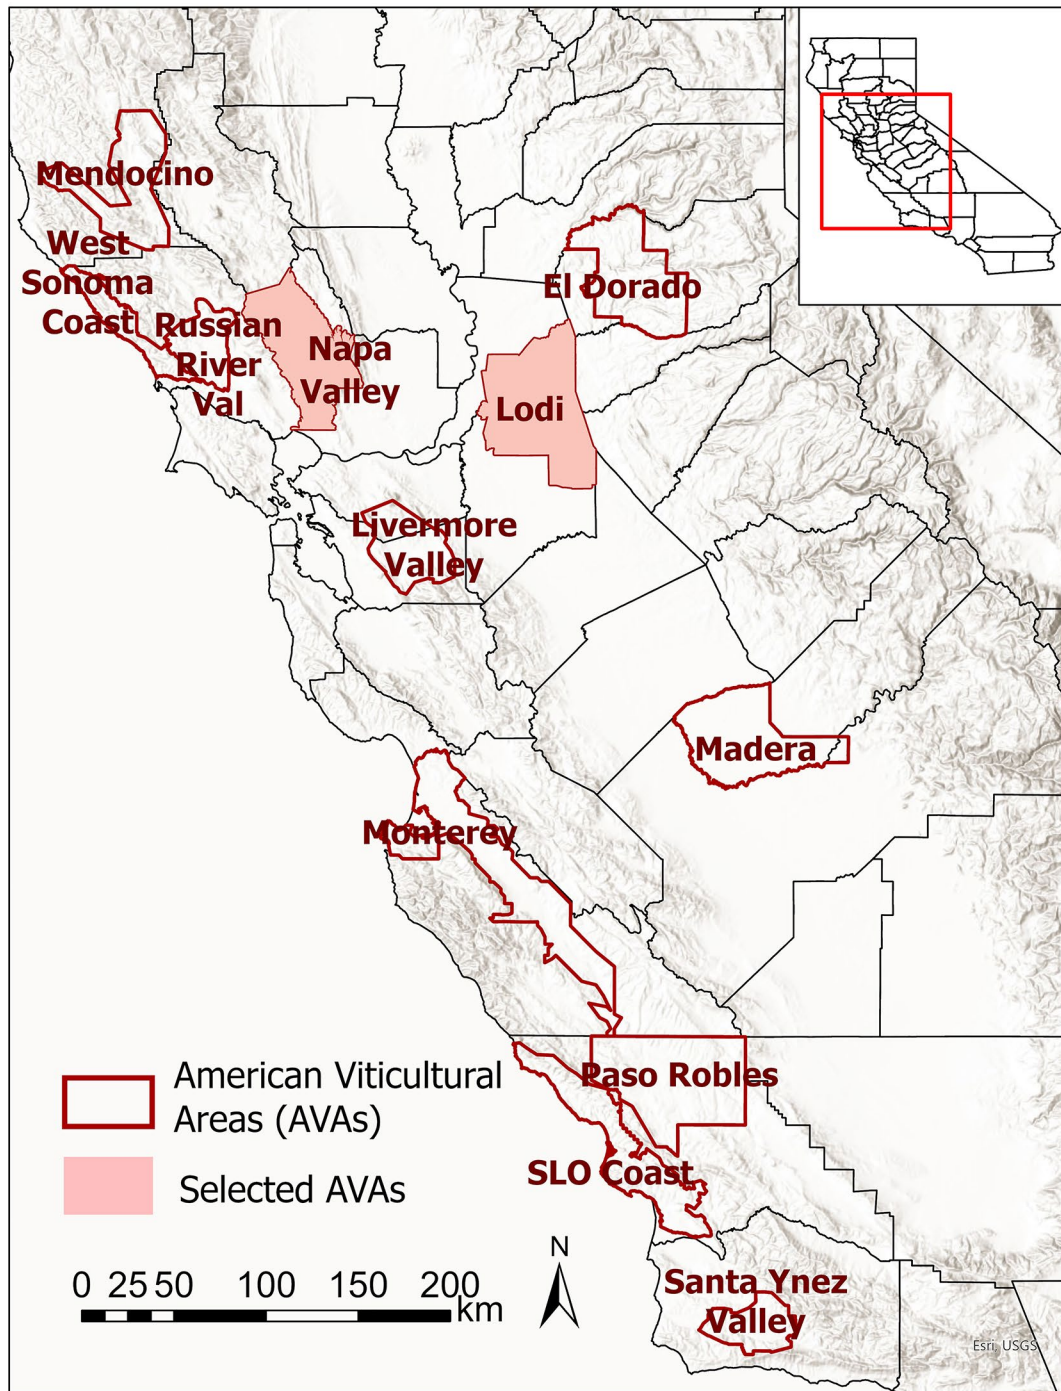 Mendocino
West
Sonoma
Coast
Russian
River
Val
Napa
Valley
El Dorado
Lodi
Livermore
Valley
Madera
Monterey
Paso Robles
SLO Coast
Santa Ynez
Valley
American Viticultural
Areas (AVAs)
Selected AVAs
0 25 50 100 150 200
km
N
Esri, USGS